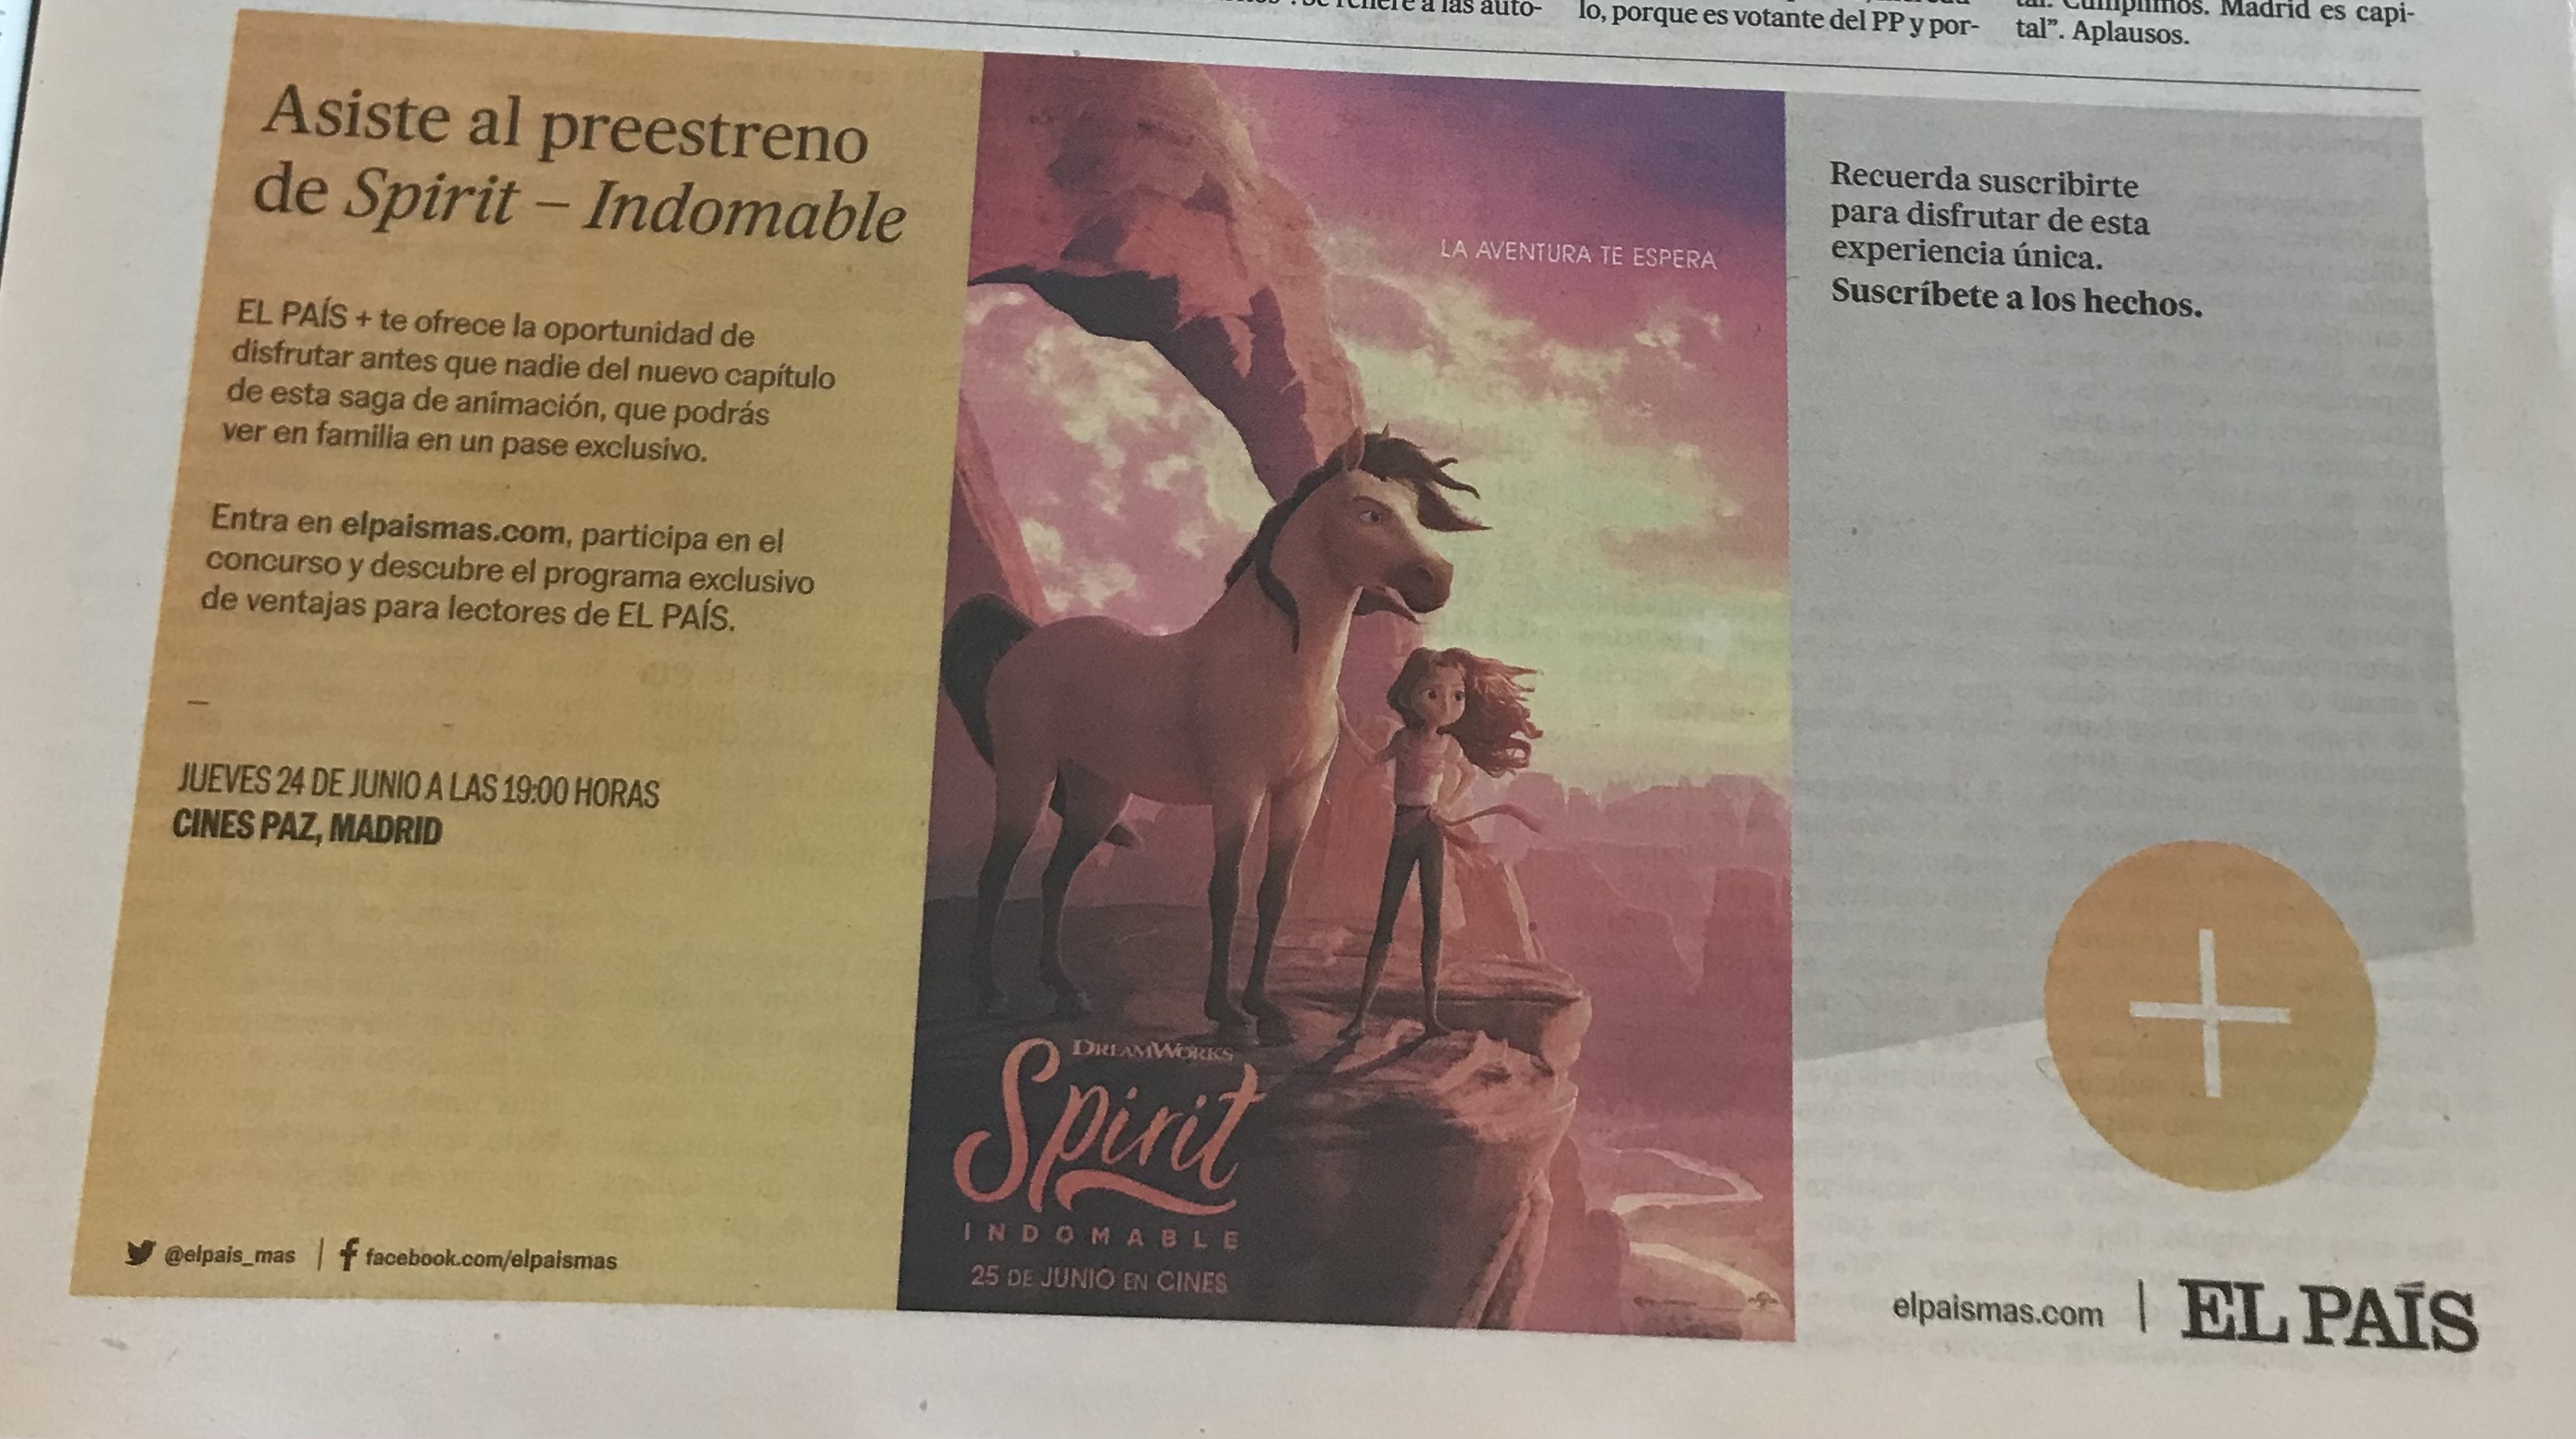 a las auto-
lo, porque es votante del PP y por-
tal. Cumplimos. Madrid es capi-
tal”. Aplausos.
Asiste al preestreno
de Spirit – Indomable
EL PAÍS + te ofrece la oportunidad de
disfrutar antes que nadie del nuevo capítulo
de esta saga de animación, que podrás
ver en familia en un pase exclusivo.
Entra en elpaismas.com, participa en el
concurso y descubre el programa exclusivo
de ventajas para lectores de EL PAÍS.
–
JUEVES 24 DE JUNIO A LAS 19:00 HORAS
CINES PAZ, MADRID
@elpais_mas | facebook.com/elpaismas
LA AVENTURA TE ESPERA
DREAMWORKS
Spirit
INDOMABLE
25 DE JUNIO EN CINES
Recuerda suscribirte
para disfrutar de esta
experiencia única.
Suscríbete a los hechos.
+
elpaismas.com | EL PAÍS